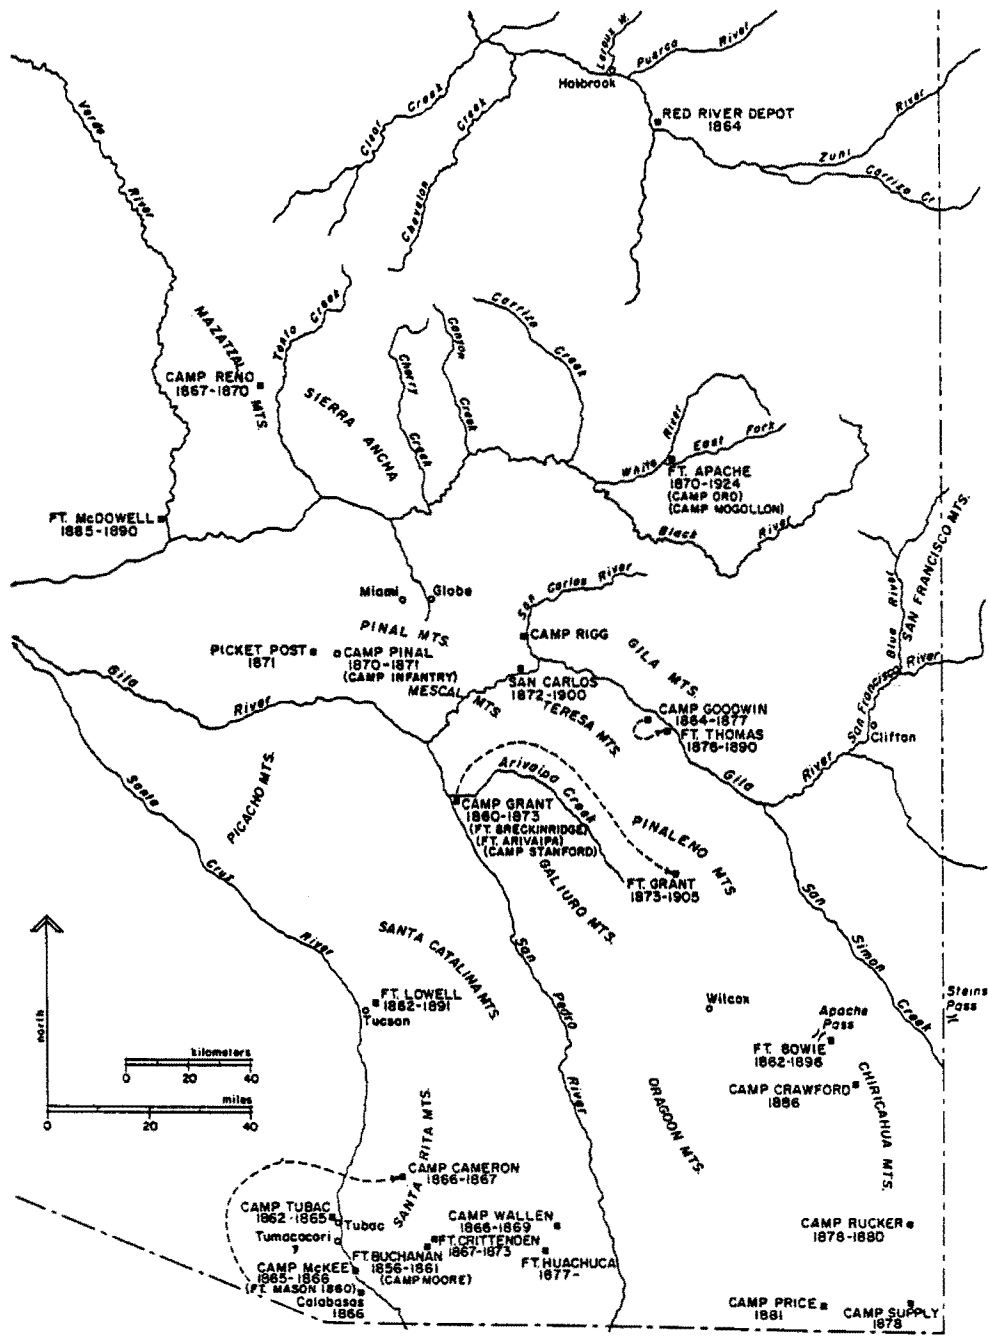 Leroux W.
Puerco River
Holbrook
Verde River
Clear Creek
Chevelon Creek
RED RIVER DEPOT
1864
Zuni River
Carrizo Cr.
MAZATZAL MTS.
Tonto Creek
CAMP RENO
1867-1870
SIERRA ANCHA
Cherry Creek
Canyon Creek
Carrizo Creek
White River
East Fork
FT. APACHE
1870-1924
(CAMP ORD)
(CAMP MOGOLLON)
Black River
FT. McDOWELL
1865-1890
SAN FRANCISCO MTS.
Blue River
San Francisco River
Clifton
Miami
Globe
San Carlos River
PINAL MTS.
CAMP RIGG
PICKET POST
1871
CAMP PINAL
1870-1871
(CAMP INFANTRY)
MESCAL MTS.
SAN CARLOS
1872-1900
GILA MTS.
TERESA MTS.
CAMP GOODWIN
1864-1877
FT. THOMAS
1876-1890
Gila River
Gila River
Santa Cruz River
PICACHO MTS.
Arivaipa Creek
CAMP GRANT
1860-1873
(FT. BRECKINRIDGE)
(FT. ARIVAIPA)
(CAMP STANFORD)
PINALENO MTS
FT. GRANT
1873-1905
GALIURO MTS.
San Simon Creek
SANTA CATALINA MTS.
San Pedro River
FT. LOWELL
1862-1891
Tucson
Wilcox
Steins
Pass
Apache
Pass
FT. BOWIE
1862-1896
CAMP CRAWFORD
1886
CHIRICAHUA MTS.
DRAGOON MTS.
north
kilometers
0 20 40
miles
20 40
SANTA RITA MTS.
CAMP CAMERON
1866-1867
CAMP TUBAC
1862-1865
Tubac
Tumacacori
CAMP WALLEN
1866-1869
FT. CRITTENDEN
1867-1873
FT. BUCHANAN
1856-1861
(CAMP MOORE)
FT. HUACHUCA
1877-
CAMP McKEE
1865-1866
(FT. MASON 1860)
Calabasas
1866
CAMP RUCKER
1878-1880
CAMP PRICE
1881
CAMP SUPPLY
1878